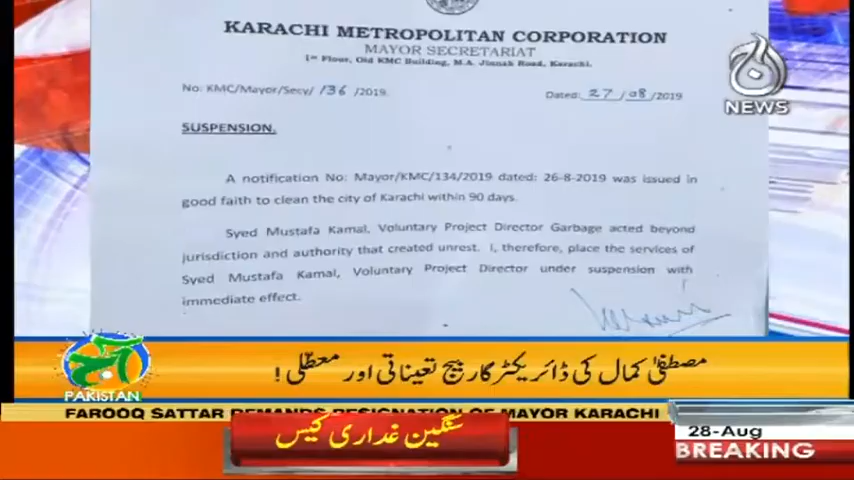 KARACHI METROPOLITAN CORPORATION
MAYOR SECRETARIAT
1st Floor, Old KMC Building, M.A. Jinnah Road, Karachi.
No: KMC/Mayor/Secy/ 136 /2019. Dated: 27 / 08 /2019
SUSPENSION.
A notification No: Mayor/KMC/134/2019 dated: 26-8-2019 was issued in
good faith to clean the city of Karachi within 90 days.
Syed Mustafa Kamal, Voluntary Project Director Garbage acted beyond
jurisdiction and authority that created unrest. I, therefore, place the services of
Syed Mustafa Kamal, Voluntary Project Director under suspension with
immediate effect.
آج
NEWS
آج
PAKISTAN
مصطفیٰ کمال کی ڈائریکٹر گاربیج تعیناتی اور معطلی !
FAROOQ SATTAR DEMANDS RESIGNATION OF MAYOR KARACHI
سنگین غداری کیس
28-Aug
BREAKING